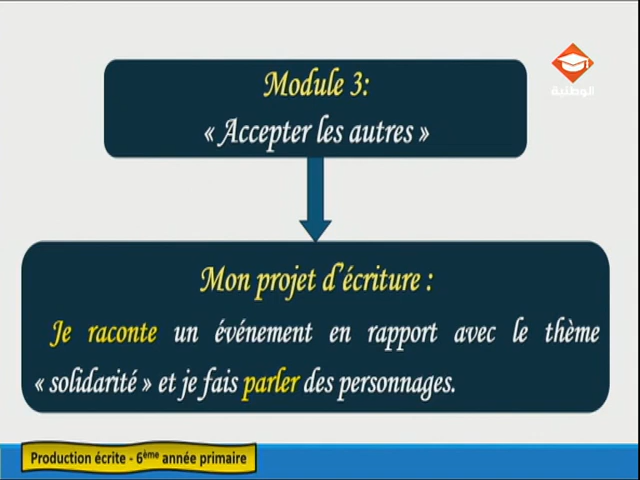 Module 3:
« Accepter les autres »
الوطنية
Mon projet d'écriture :
Je raconte un événement en rapport avec le thème
« solidarité » et je fais parler des personnages.
Production écrite - 6ème année primaire